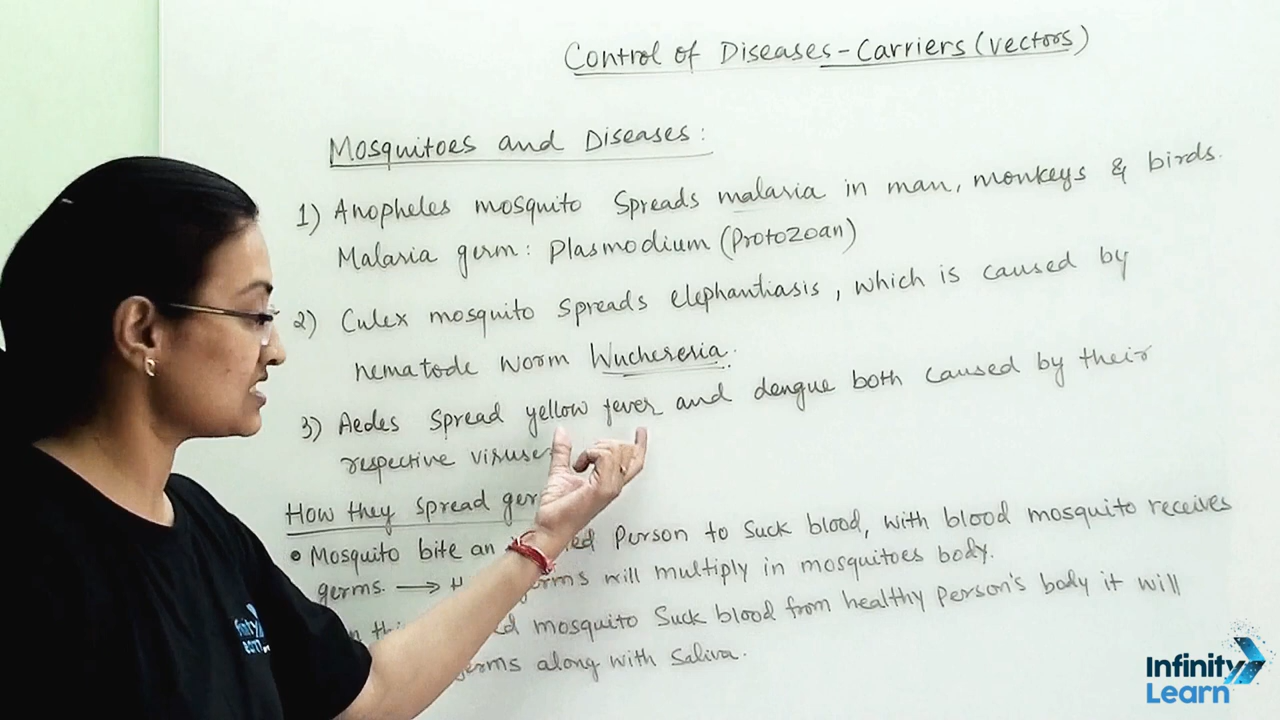 Control of Diseases - Carriers (vectors)
Mosquitoes and Diseases:
1) Anopheles mosquito Spreads malaria in man, monkeys & birds.
Malaria germ: Plasmodium (Protozoan)
2) Culex mosquito spreads elephantiasis, which is caused by
nematode worm Wuchereria.
3) Aedes spread yellow fever and dengue both caused by their
respective viruses
How they spread
• Mosquito bite an Person to Suck blood, with blood mosquito receives
germs. → will multiply in mosquitoes body.
mosquito Suck blood from healthy person's body it will
germs along with saliva.
Infinity
Learn
Infinity
Learn